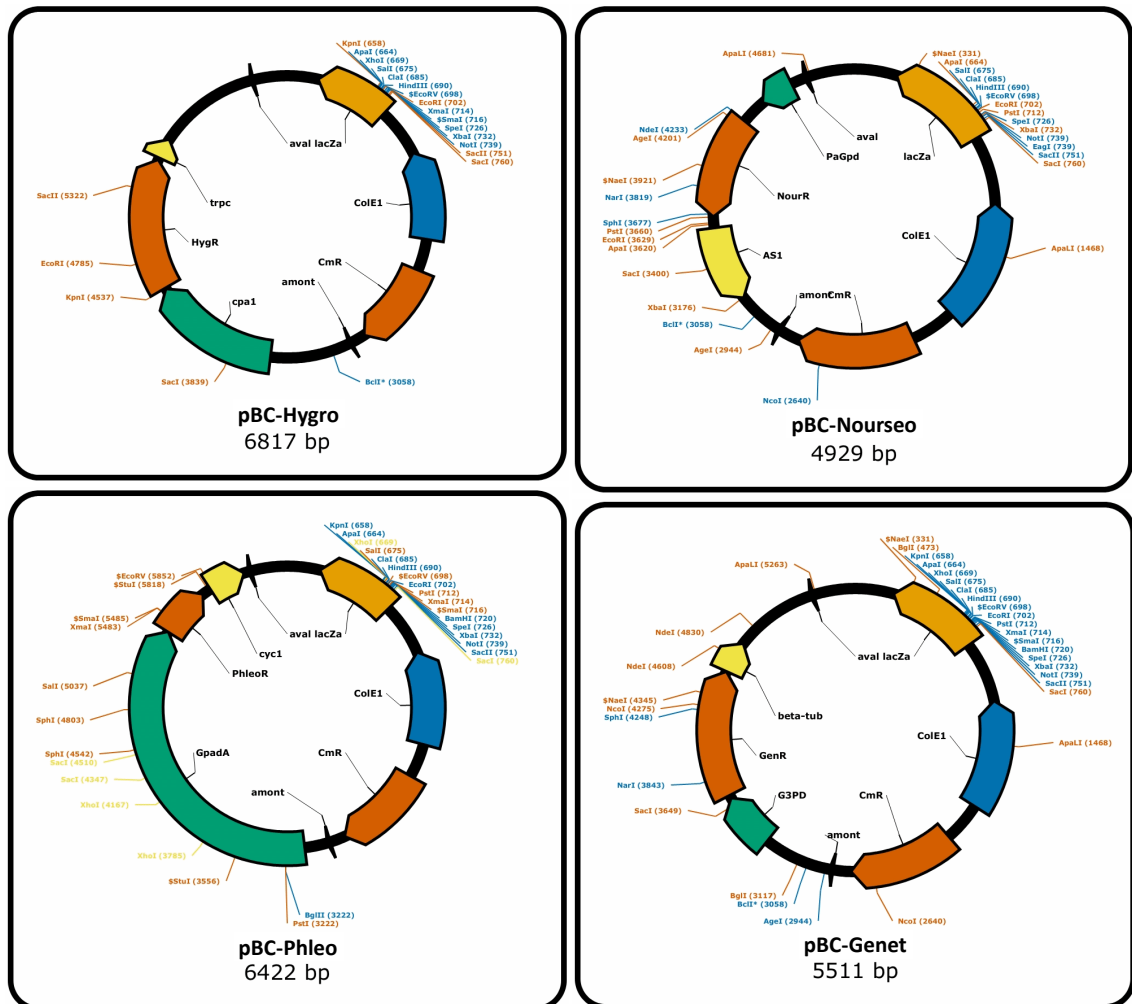 KpnI (658)
ApaI (664)
XhoI (669)
SalI (675)
ClaI (685)
HindIII (690)
$EcoRV (698)
EcoRI (702)
XmaI (714)
$SmaI (716)
SpeI (726)
XbaI (732)
NotI (739)
SacII (751)
SacI (760)
aval lacZa
ColE1
CmR
amont
BclI* (3058)
SacI (3839)
cpa1
KpnI (4537)
EcoRI (4785)
HygR
SacII (5322)
trpc
pBC-Hygro
6817 bp
ApaLI (4681)
$NaeI (331)
ApaI (664)
SalI (675)
ClaI (685)
HindIII (690)
$EcoRV (698)
EcoRI (702)
PstI (712)
SpeI (726)
XbaI (732)
NotI (739)
EagI (739)
SacII (751)
SacI (760)
aval
lacZa
PaGpd
NdeI (4233)
AgeI (4201)
$NaeI (3921)
NarI (3819)
NourR
SphI (3677)
PstI (3660)
EcoRI (3629)
ApaI (3620)
ColE1
ApaLI (1468)
AS1
SacI (3400)
XbaI (3176)
BclI* (3058)
amont
CmR
AgeI (2944)
NcoI (2640)
pBC-Nourseo
4929 bp
KpnI (658)
ApaI (664)
XhoI (669)
SalI (675)
ClaI (685)
HindIII (690)
$EcoRV (698)
EcoRI (702)
PstI (712)
XmaI (714)
$SmaI (716)
BamHI (720)
SpeI (726)
XbaI (732)
NotI (739)
SacII (751)
SacI (760)
$EcoRV (5852)
$StuI (5818)
$SmaI (5485)
XmaI (5483)
aval lacZa
cyc1
PhleoR
SalI (5037)
SphI (4803)
ColE1
SphI (4542)
SacI (4510)
SacI (4347)
GpadA
CmR
XhoI (4167)
amont
XhoI (3785)
$StuI (3556)
BglII (3222)
PstI (3222)
pBC-Phleo
6422 bp
$NaeI (331)
BglI (473)
KpnI (658)
ApaI (664)
XhoI (669)
SalI (675)
ClaI (685)
HindIII (690)
$EcoRV (698)
EcoRI (702)
PstI (712)
XmaI (714)
$SmaI (716)
BamHI (720)
SpeI (726)
XbaI (732)
NotI (739)
SacII (751)
SacI (760)
ApaLI (5263)
NdeI (4830)
aval lacZa
NdeI (4608)
beta-tub
$NaeI (4345)
NcoI (4275)
SphI (4248)
ColE1
ApaLI (1468)
GenR
NarI (3843)
G3PD
CmR
SacI (3649)
amont
BglI (3117)
BclI* (3058)
AgeI (2944)
NcoI (2640)
pBC-Genet
5511 bp